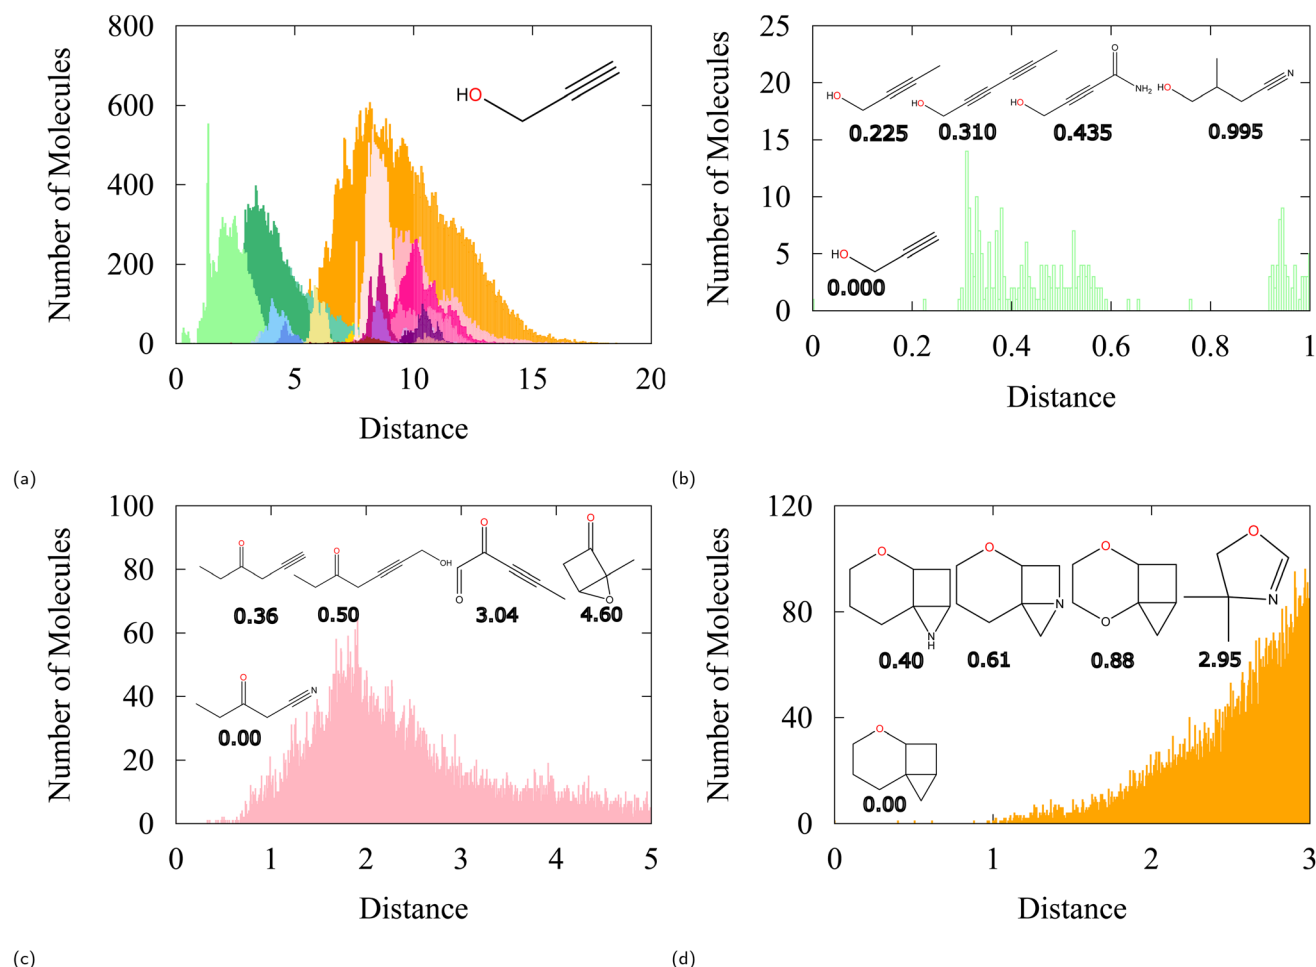 800
600
400
200
0
0 5 10 15 20
Number of Molecules
Distance
HO
(a)
25
20
15
10
5
0
0 0.2 0.4 0.6 0.8 1
Number of Molecules
Distance
HO
0.225
HO
0.310
HO
O
NH2
0.435
HO
N
0.995
HO
0.000
(b)
100
80
60
40
20
0
0 1 2 3 4 5
Number of Molecules
Distance
O
0.36
O
OH
0.50
O
O
3.04
O
O
4.60
O
N
0.00
(c)
120
80
40
0
0 1 2 3
Number of Molecules
Distance
O
N
H
0.40
O
N
0.61
O
O
0.88
O
N
2.95
O
0.00
(d)